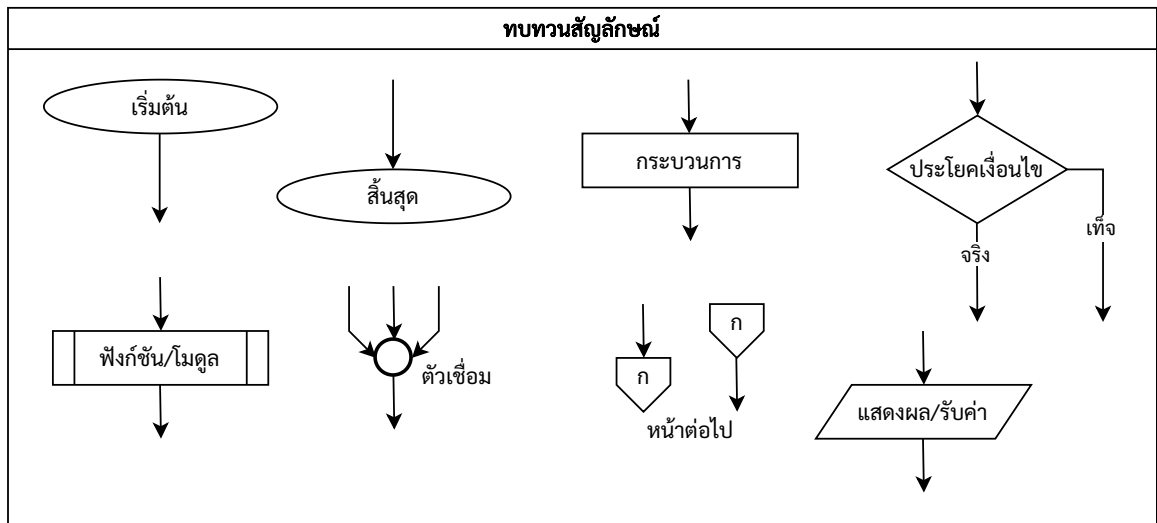 ทบทวนสัญลักษณ์
เริ่มต้น
สิ้นสุด
กระบวนการ
ประโยคเงื่อนไข
เท็จ
จริง
ฟังก์ชัน/โมดูล
ตัวเชื่อม
ก
ก
หน้าต่อไป
แสดงผล/รับค่า